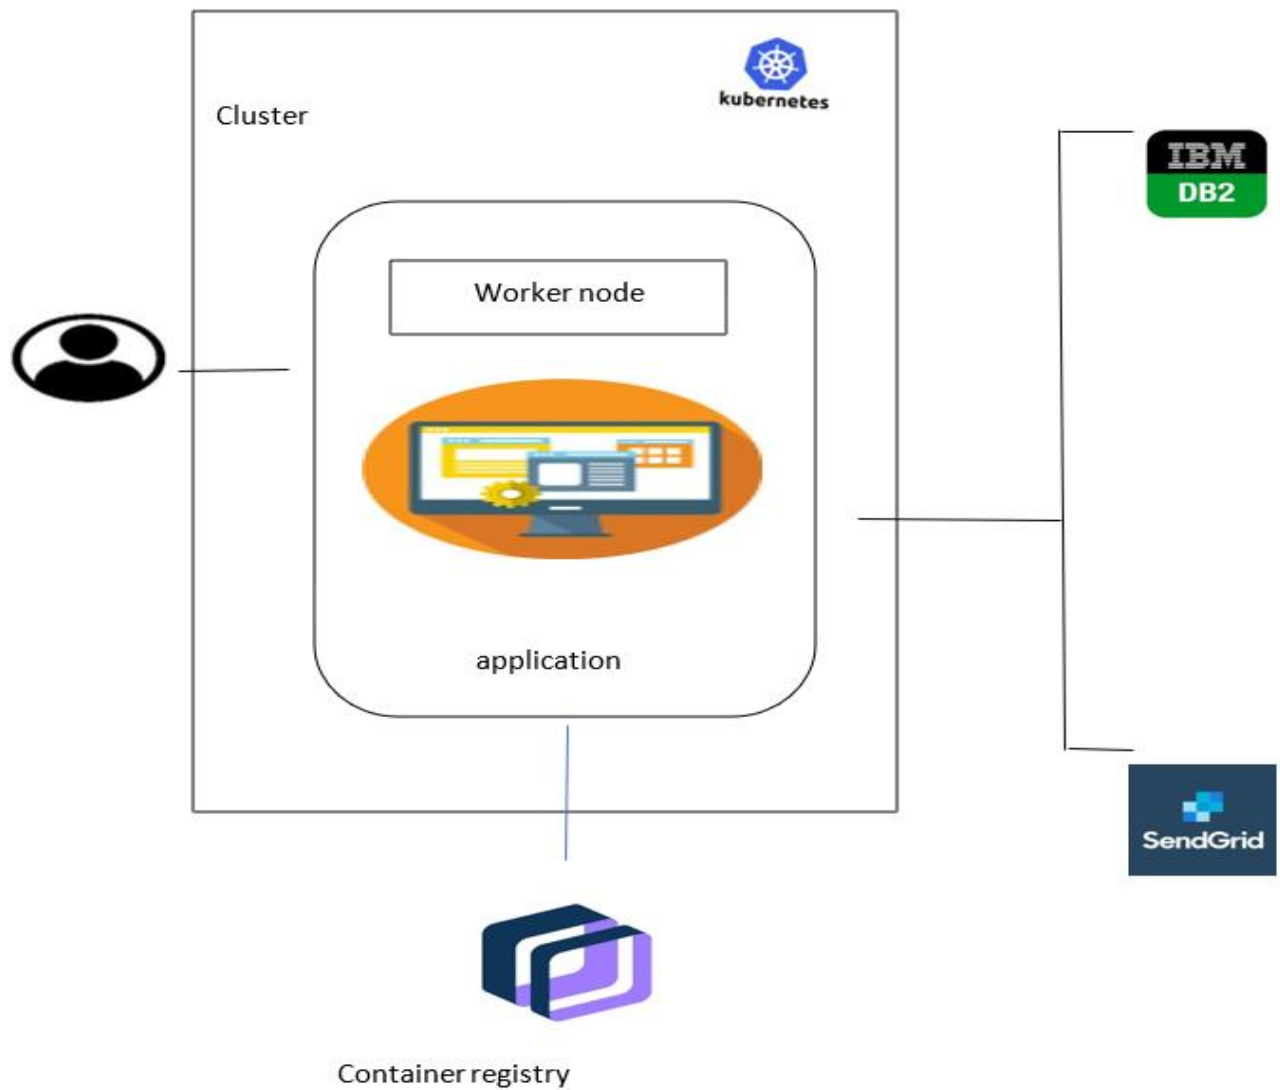 kubernetes
Cluster
IBM
DB2
Worker node
application
SendGrid
Container registry